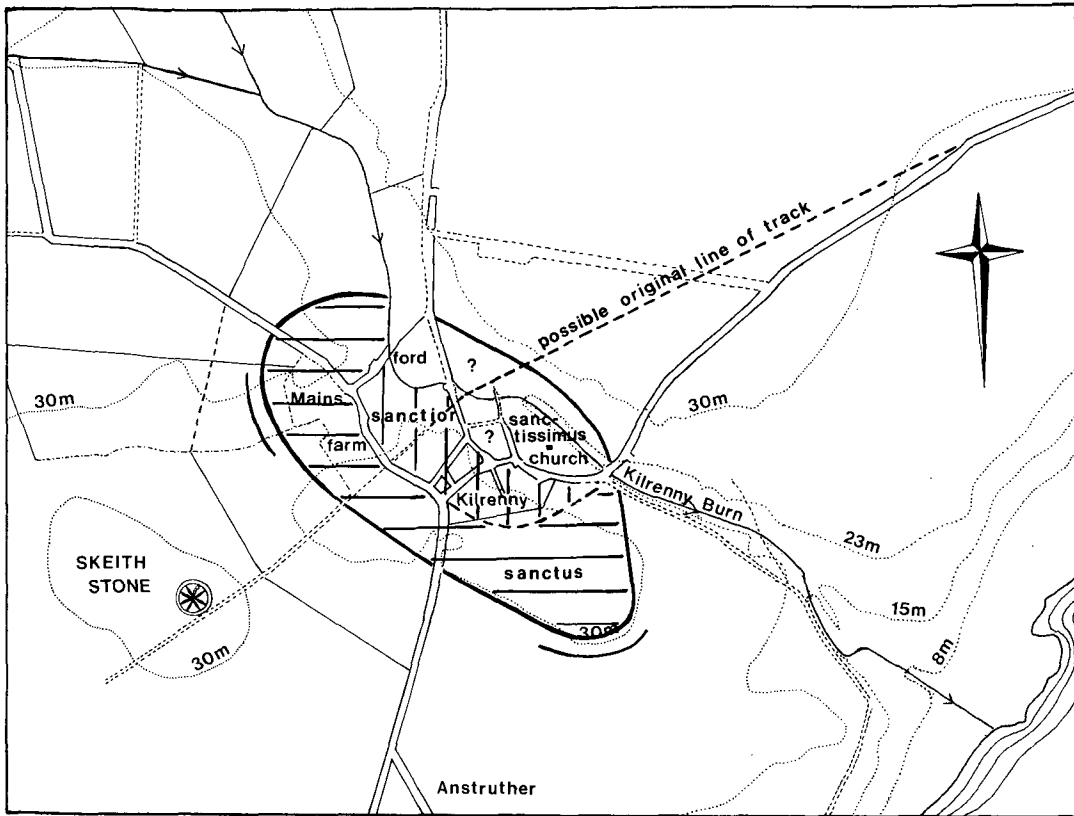 possible original line of track
ford
?
30m
Mains
sanctior
sanc-
tissimus
church
?
30m
farm
Kilrenny
Kilrenny Burn
23m
SKEITH
STONE
sanctus
15m
30m
30m
8m
Anstruther